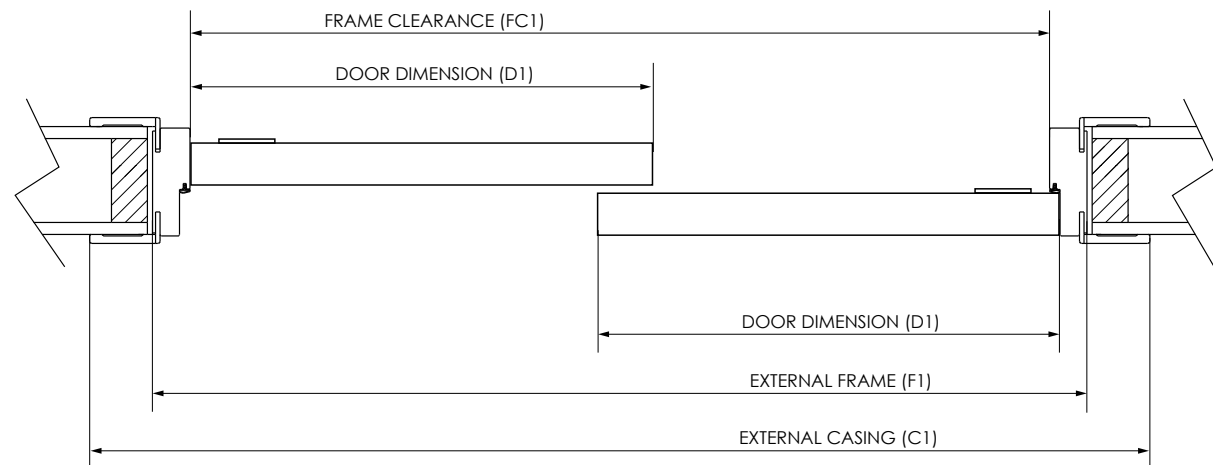 FRAME CLEARANCE (FC1)
DOOR DIMENSION (D1)
DOOR DIMENSION (D1)
EXTERNAL FRAME (F1)
EXTERNAL CASING (C1)